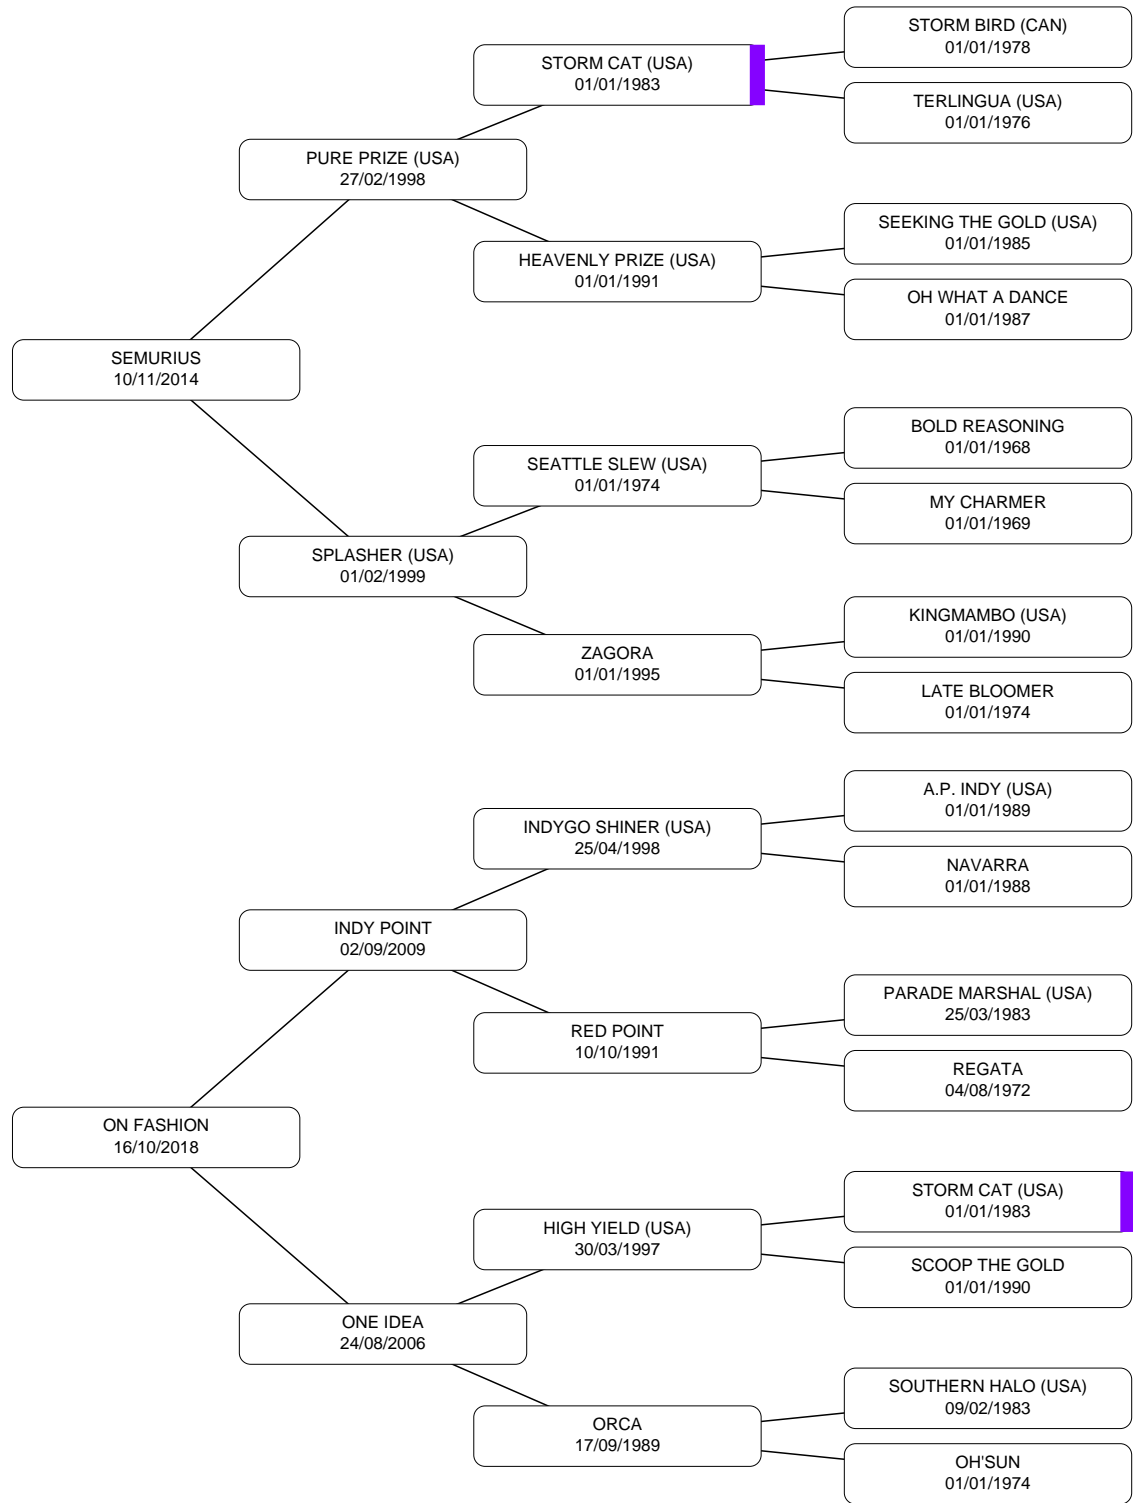 STORM BIRD (CAN)
01/01/1978
STORM CAT (USA)
01/01/1983
TERLINGUA (USA)
01/01/1976
PURE PRIZE (USA)
27/02/1998
SEEKING THE GOLD (USA)
01/01/1985
HEAVENLY PRIZE (USA)
01/01/1991
OH WHAT A DANCE
01/01/1987
SEMURIUS
10/11/2014
BOLD REASONING
01/01/1968
SEATTLE SLEW (USA)
01/01/1974
MY CHARMER
01/01/1969
SPLASHER (USA)
01/02/1999
KINGMAMBO (USA)
01/01/1990
ZAGORA
01/01/1995
LATE BLOOMER
01/01/1974
A.P. INDY (USA)
01/01/1989
INDYGO SHINER (USA)
25/04/1998
NAVARRA
01/01/1988
INDY POINT
02/09/2009
PARADE MARSHAL (USA)
25/03/1983
RED POINT
10/10/1991
REGATA
04/08/1972
ON FASHION
16/10/2018
STORM CAT (USA)
01/01/1983
HIGH YIELD (USA)
30/03/1997
SCOOP THE GOLD
01/01/1990
ONE IDEA
24/08/2006
SOUTHERN HALO (USA)
09/02/1983
ORCA
17/09/1989
OH'SUN
01/01/1974